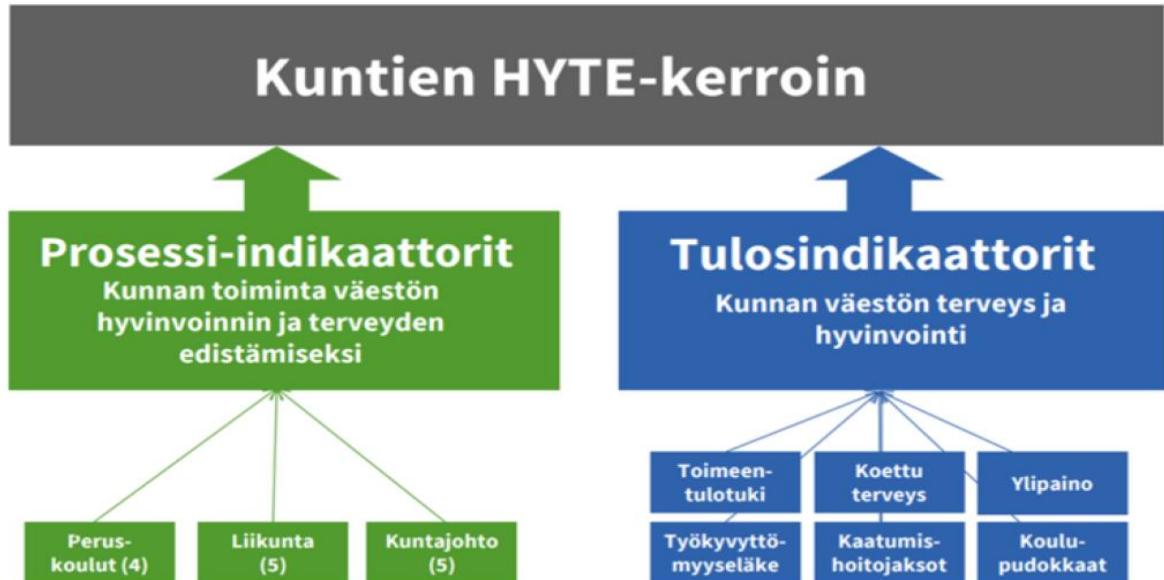 Kuntien HYTE-kerroin
Prosessi-indikaattorit
Kunnan toiminta väestön
hyvinvoinnin ja terveyden
edistämiseksi
Tulosindikaattorit
Kunnan väestön terveys ja
hyvinvointi
Perus-
koulut (4)
Liikunta
(5)
Kuntajohto
(5)
Toimeen-
tulotuki
Koettu
terveys
Ylipaino
Työkyvyttö-
myyseläke
Kaatumis-
hoitojaksot
Koulu-
pudokkaat